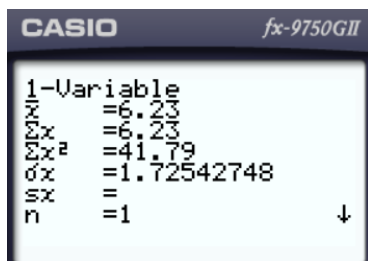 CASIO fx-9750GII
1-Variable
x̄ =6.23
Σx =6.23
Σx² =41.79
σx =1.72542748
sx =
n =1 ↓